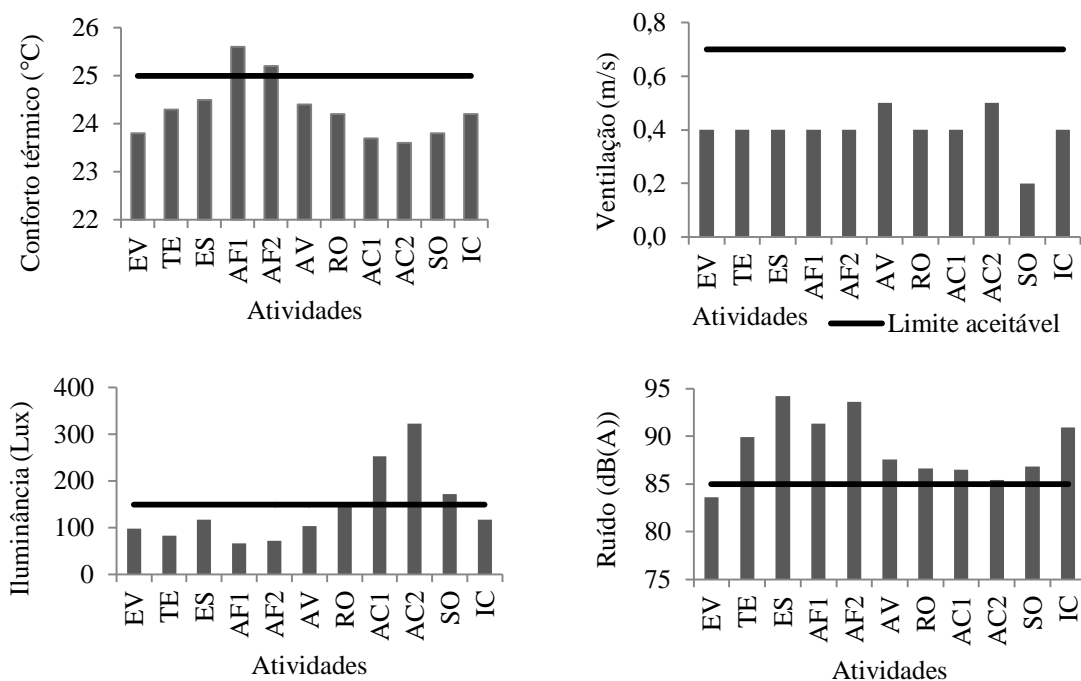 Conforto térmico (°C)
26
25
24
23
22
EV TE ES AF1 AF2 AV RO AC1 AC2 SO IC
Atividades
Ventilação (m/s)
0,8
0,6
0,4
0,2
0,0
EV TE ES AF1 AF2 AV RO AC1 AC2 SO IC
Atividades
Limite aceitável
Iluminância (Lux)
400
300
200
100
0
EV TE ES AF1 AF2 AV RO AC1 AC2 SO IC
Atividades
Ruído (dB(A))
95
90
85
80
75
EV TE ES AF1 AF2 AV RO AC1 AC2 SO IC
Atividades